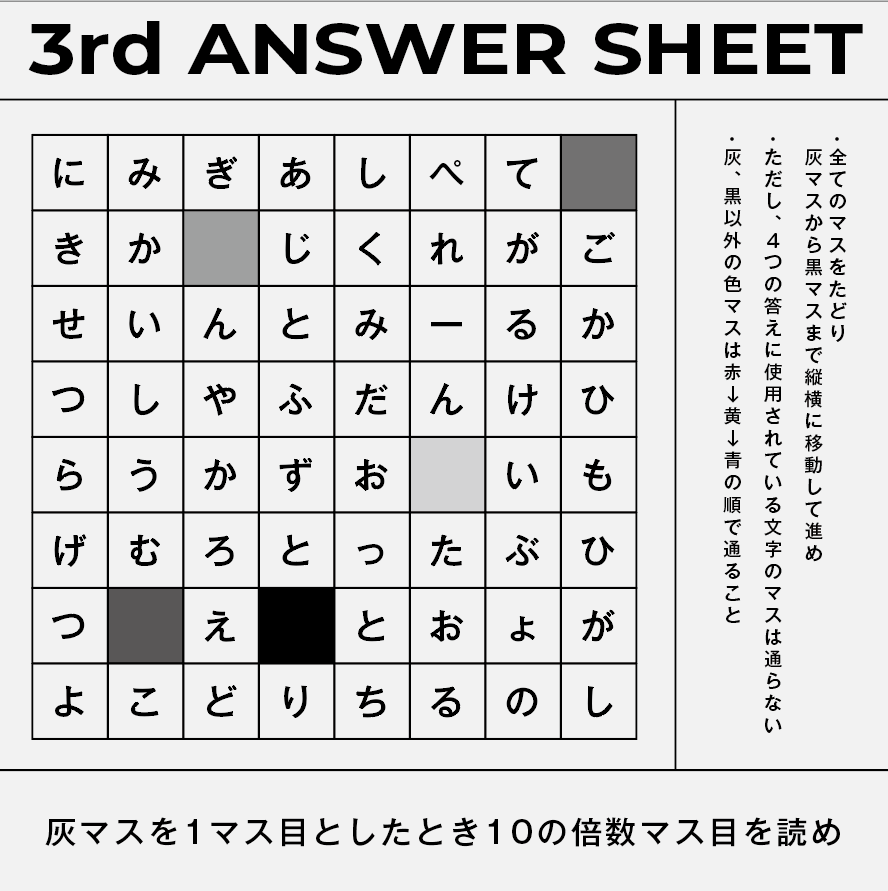 3rd ANSWER SHEET
に み ぎ あ し ぺ て
き か じ く れ が ご
せ い ん と み ー る か
つ し や ふ だ ん け ひ
ら う か ず お い も
げ む ろ と っ た ぶ ひ
つ え と お ょ が
よ こ ど り ち る の し
・全てのマスをたどり
灰マスから黒マスまで縦横に移動して進め
・ただし、4つの答えに使用されている文字のマスは通らない
・灰、黒以外の色マスは赤→黄→青の順で通ること
灰マスを1マス目としたとき10の倍数マス目を読め